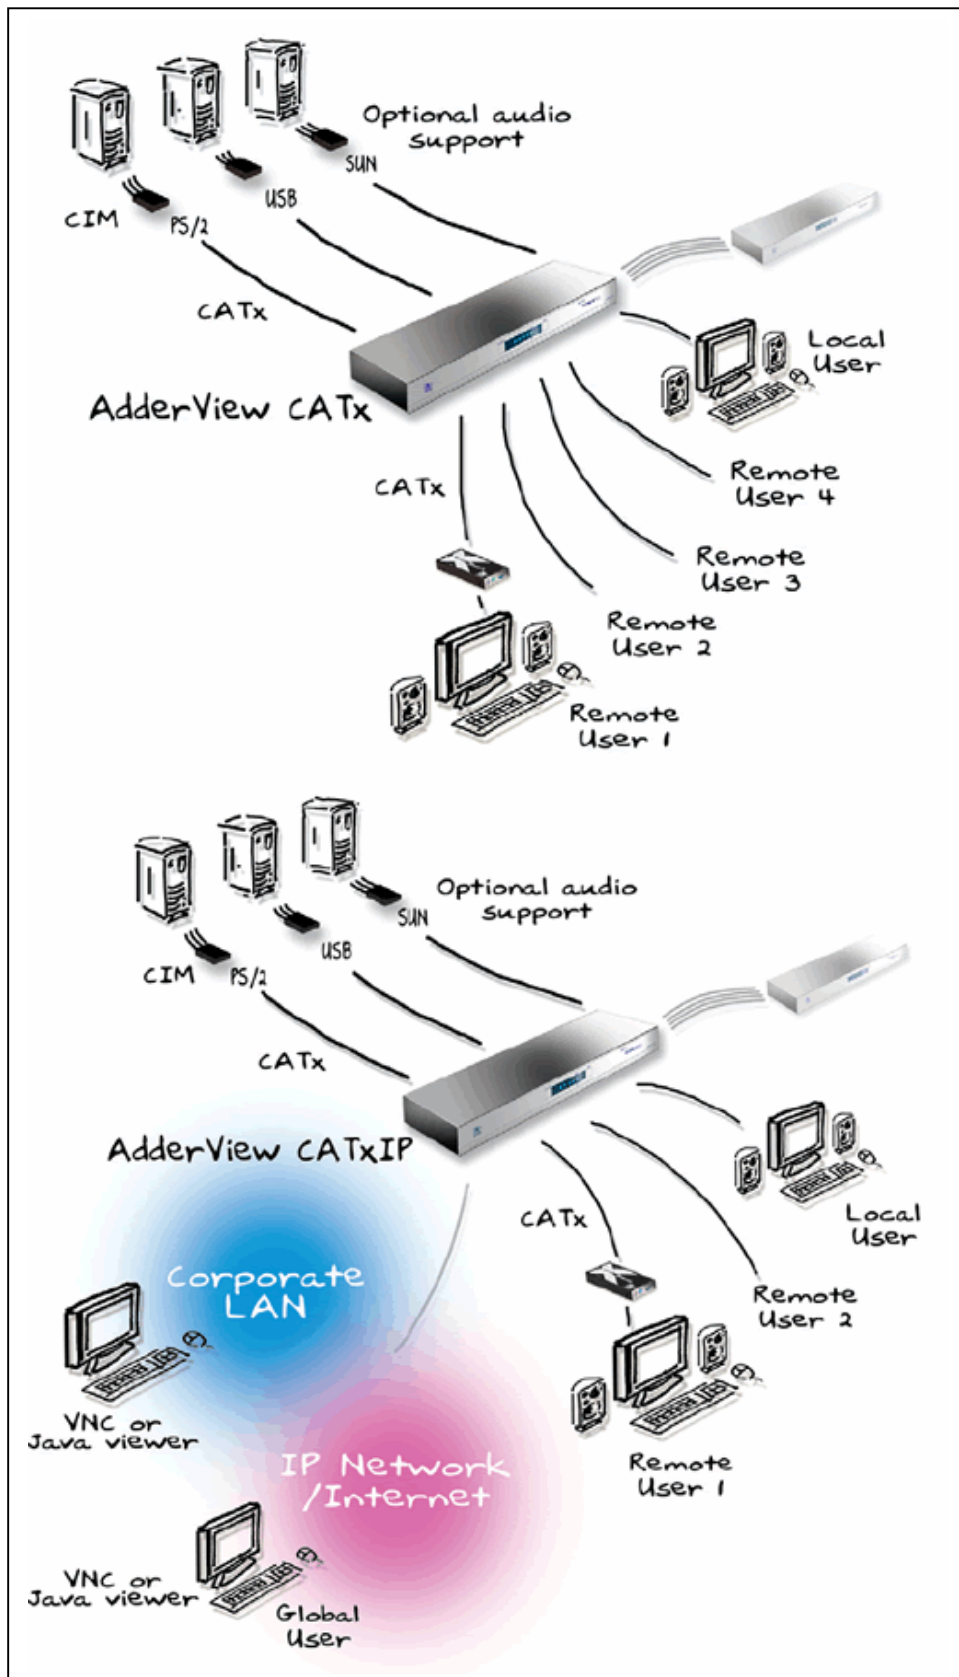 Optional audio
support
SUN
USB
CIM
PS/2
CATx
AdderView CATx
Local
User
CATx
Remote
User 4
Remote
User 3
Remote
User 2
Remote
User 1
Optional audio
support
SUN
USB
CIM
PS/2
CATx
AdderView CATxIP
CATx
Local
User
Corporate
LAN
Remote
User 2
VNC or
Java viewer
IP Network
/Internet
Remote
User 1
VNC or
Java viewer
Global
User